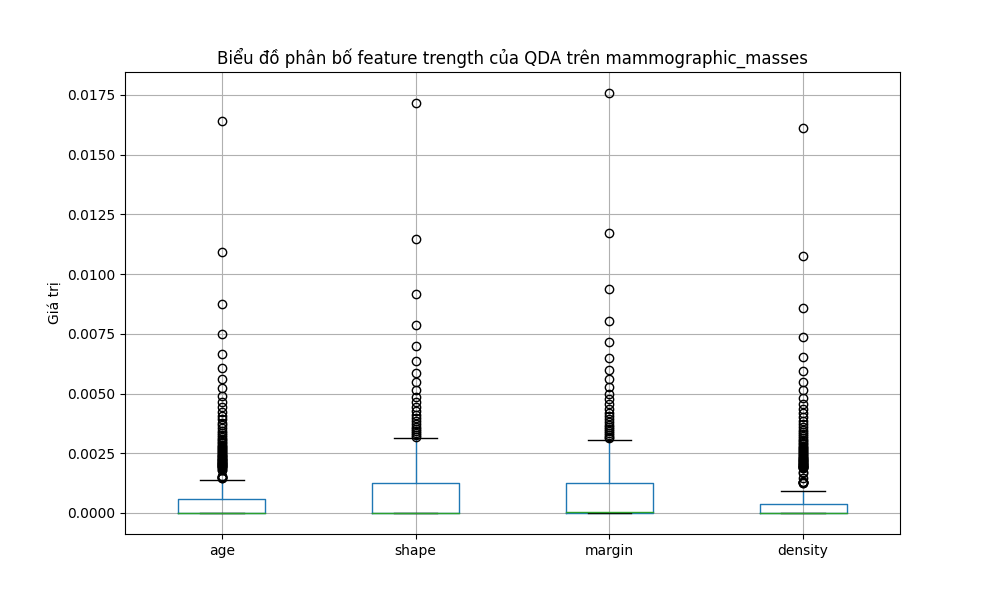 Biểu đồ phân bố feature trength của QDA trên mammographic_masses
Giá trị
0.0175
0.0150
0.0125
0.0100
0.0075
0.0050
0.0025
0.0000
age shape margin density